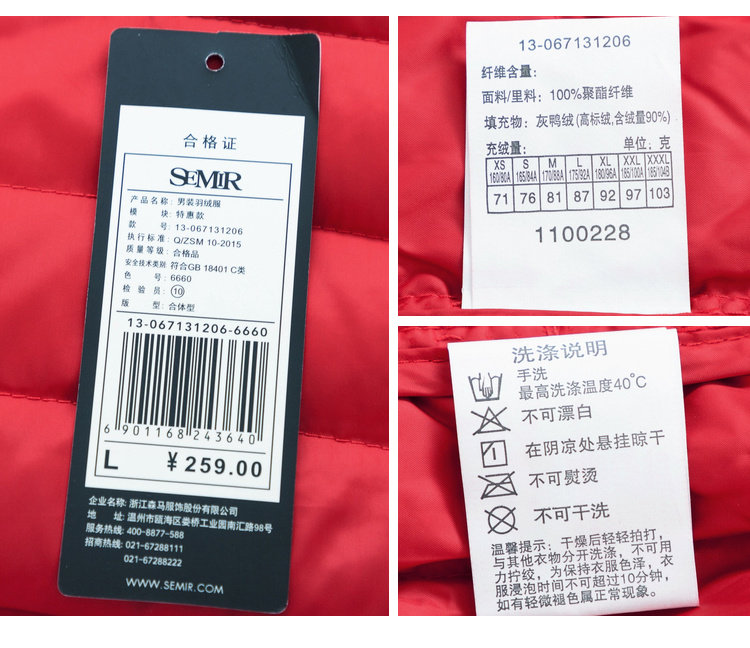 合格证
SEMIR
产品名称: 男装羽绒服
模 块: 特惠款
款 号: 13-067131206
执行标准: Q/ZSM 10-2015
质量等级: 合格品
安全技术类别: 符合GB 18401 C类
色 号: 6660
检 验 员: ⑩
版 型: 合体型
13-067131206-6660
6 901168 243640
L ¥259.00
企业名称: 浙江森马服饰股份有限公司
地 址: 温州市瓯海区娄桥工业园南汇路98号
服务热线: 400-8877-588
招商热线: 021-67288111
021-67288222
WWW.SEMIR.COM
13-067131206
纤维含量:
面料/里料: 100%聚酯纤维
填充物: 灰鸭绒(高标绒,含绒量90%)
充绒量: 单位: 克
XS S M L XL XXL XXXL
160/80A 165/84A 170/88A 175/92A 180/96A 185/100A 185/104B
71 76 81 87 92 97 103
1100228
洗涤说明
手洗
最高洗涤温度40℃
不可漂白
在阴凉处悬挂晾干
不可熨烫
不可干洗
温馨提示: 干燥后轻轻拍打,
与其他衣物分开洗涤, 不可用
力拧绞, 为保持衣服色泽, 衣
服浸泡时间不可超过10分钟,
如有轻微褪色属正常现象。